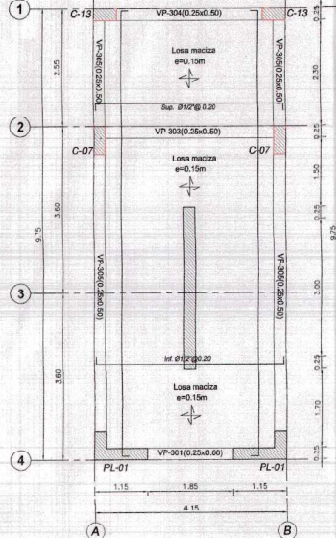 1
C-13
VP-304(0.25x0.50)
C-13
0.25
VP-305(0.25x0.50)
Losa maciza
e=0.15m
VP-305(0.25x0.50)
2.55
2.30
Sup. Ø1/2"@ 0.20
2
VP 303(0.25x0.50)
0.25
C-07
Losa maciza
e=0.15m
C-07
1.50
3.60
0.25
9.75
9.75
3
VP-305(0.25x0.50)
VP-305(0.25x0.50)
3.00
Inf. Ø1/2"@0.20
0.25
3.60
Losa maciza
e=0.15m
1.70
4
VP-301(0.25x0.60)
0.25
PL-01
PL-01
1.15
1.85
1.15
4.15
A
B